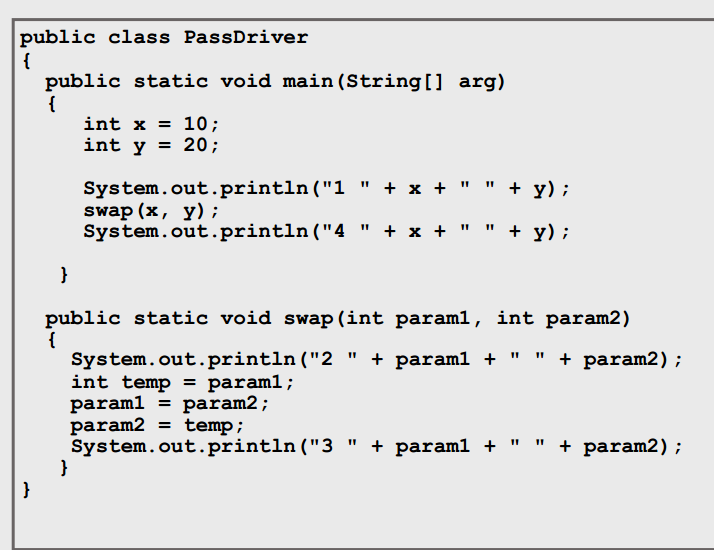 public class PassDriver
{
public static void main(String[] arg)
{
int x = 10;
int y = 20;
System.out.println("1 " + x + " " + y);
swap(x, y);
System.out.println("4 " + x + " " + y);
}
public static void swap(int param1, int param2)
{
System.out.println("2 " + param1 + " " + param2);
int temp = param1;
param1 = param2;
param2 = temp;
System.out.println("3 " + param1 + " " + param2);
}
}